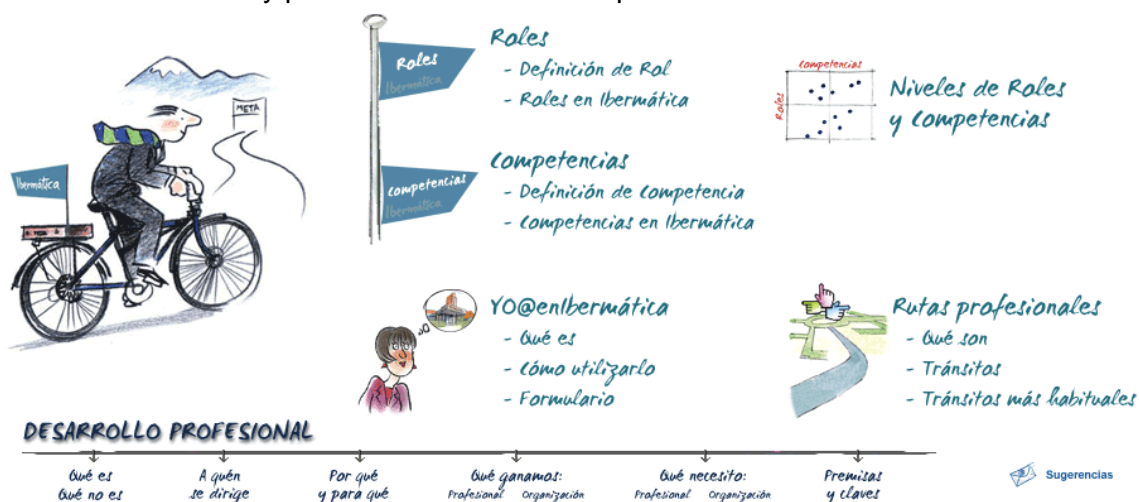 META
Ibermática
Roles
Ibermática
Competencias
Ibermática
Roles
- Definición de Rol
- Roles en Ibermática
Competencias
- Definición de Competencia
- Competencias en Ibermática
competencias
Roles
Niveles de Roles
y Competencias
YO@enIbermática
- Qué es
- Cómo utilizarlo
- Formulario
Rutas profesionales
- Qué son
- Tránsitos
- Tránsitos más habituales
DESARROLLO PROFESIONAL
Qué es
Qué no es
A quén
se dirige
Por qué
y para qué
Qué ganamos:
Profesional Organización
Qué necesito:
Profesional Organización
Premisas
y claves
Sugerencias